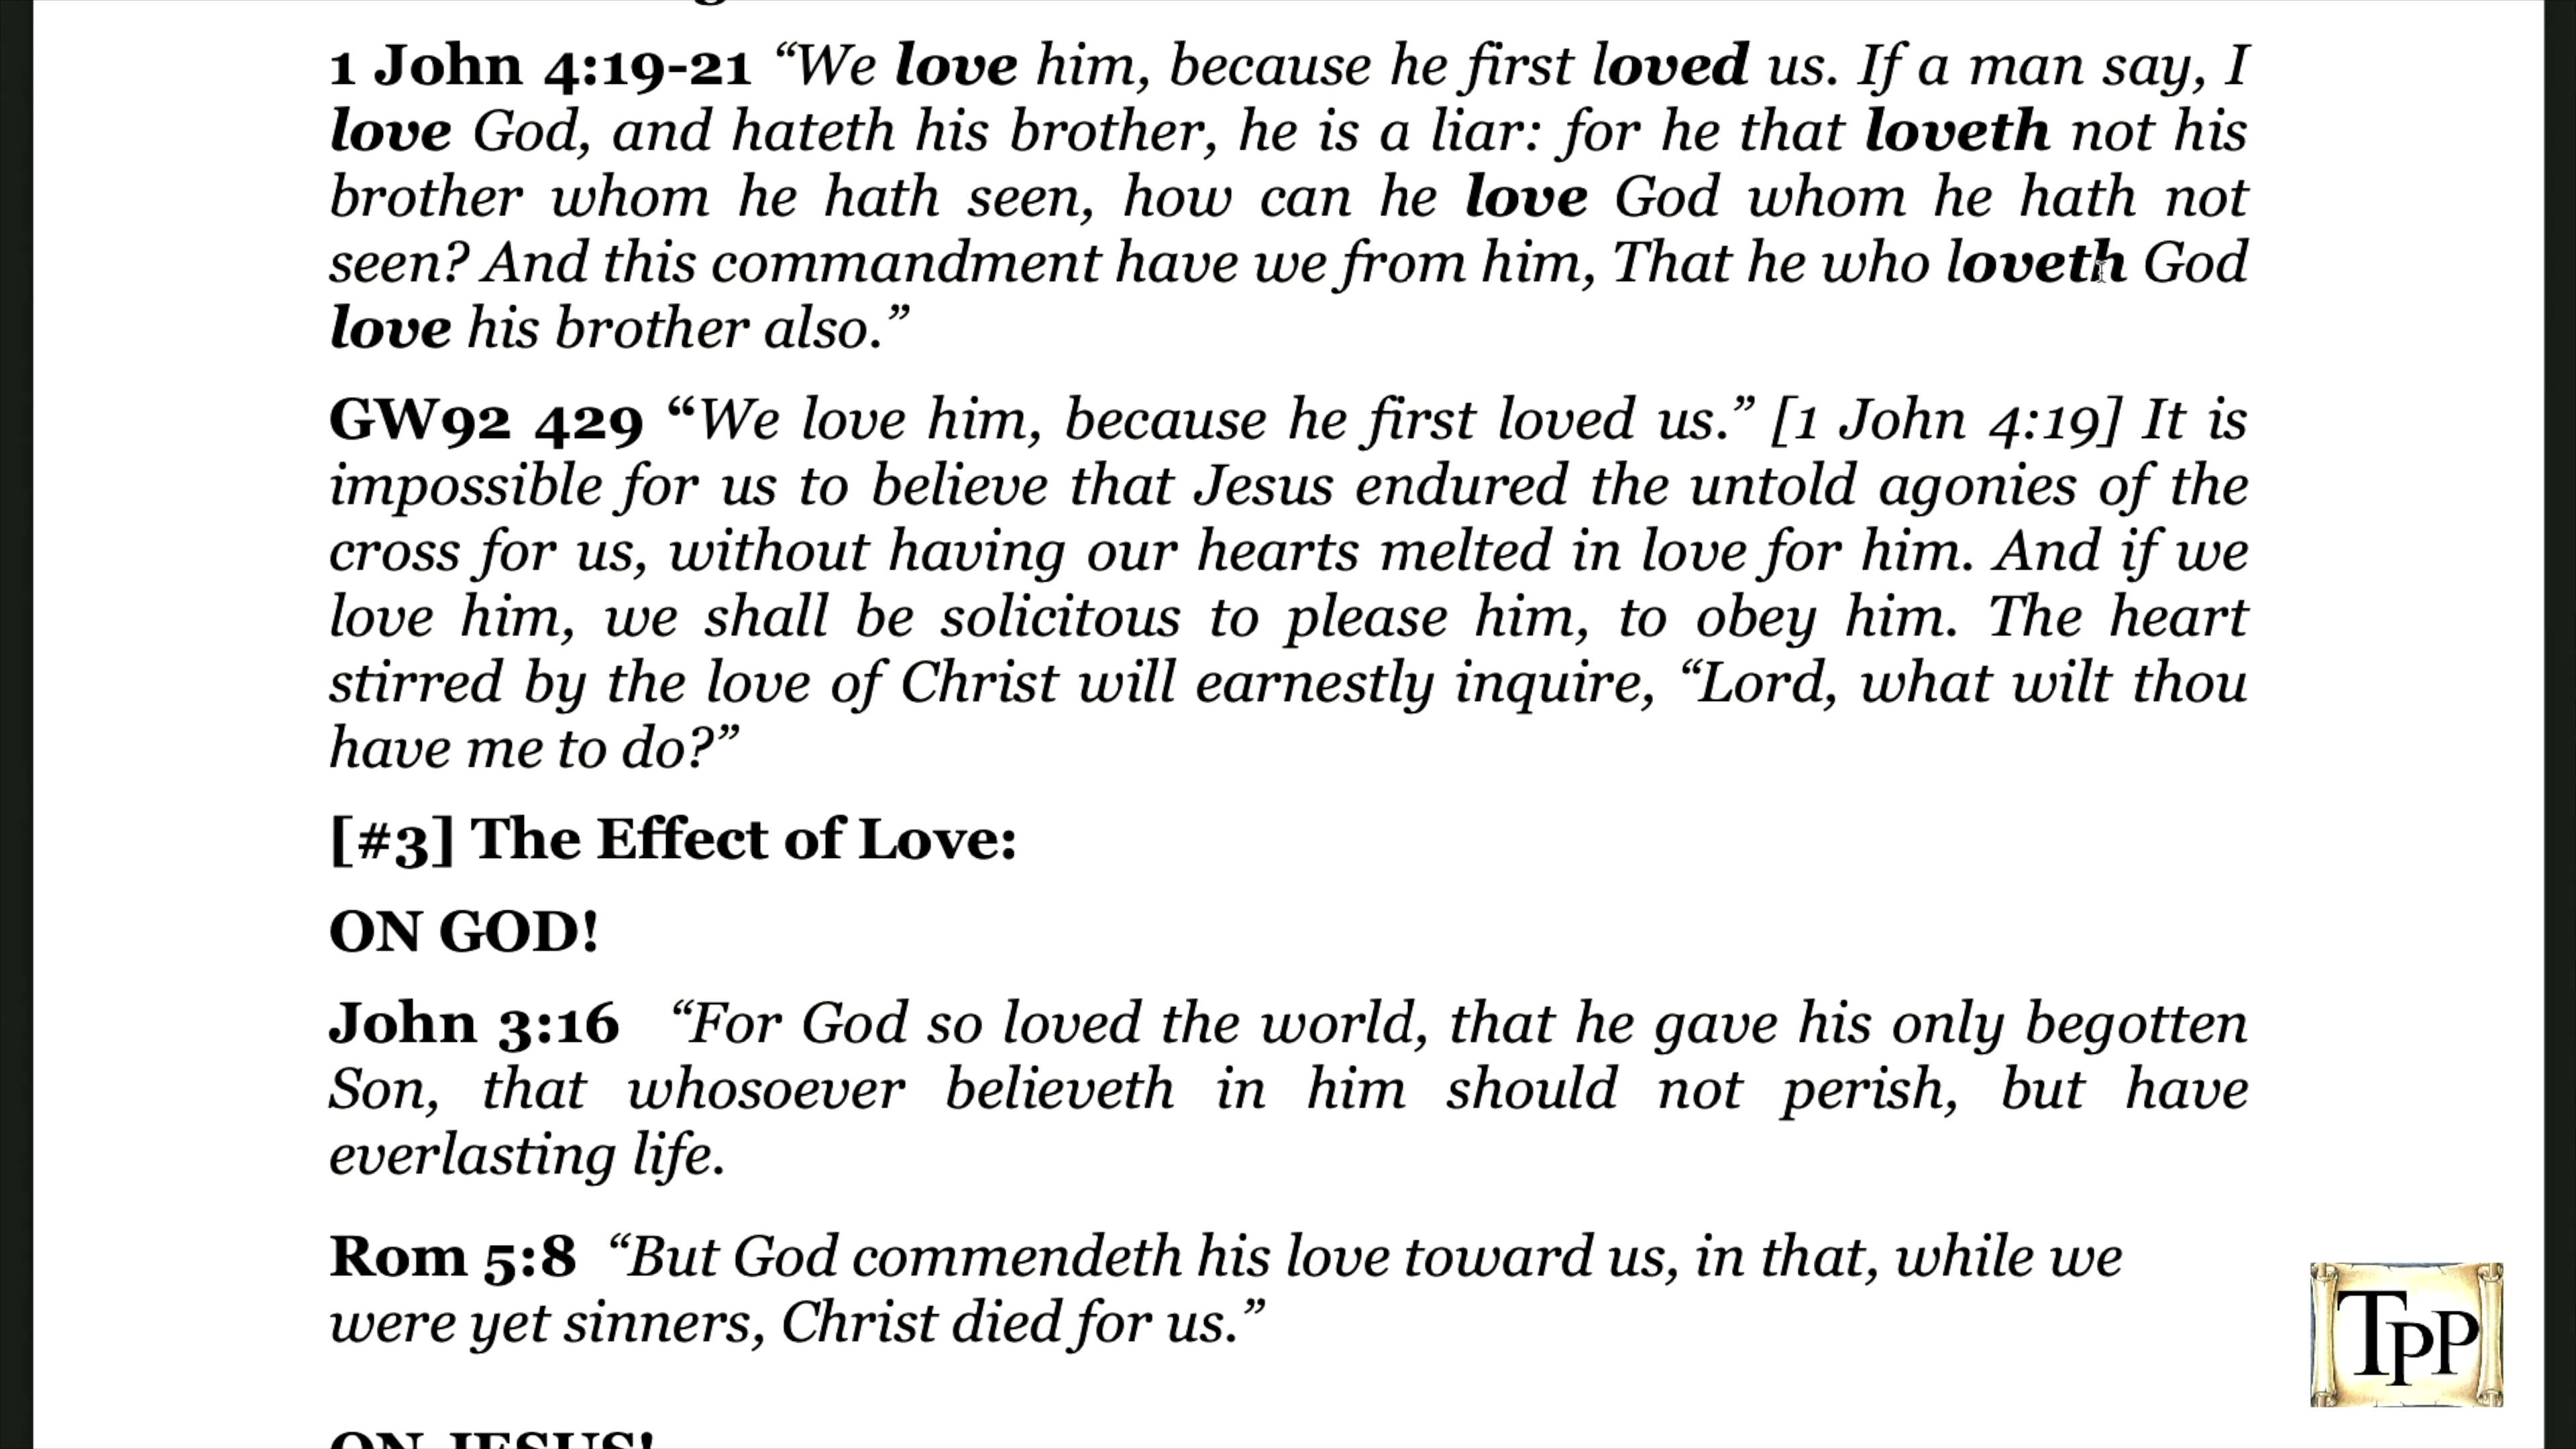 1 John 4:19-21 “We love him, because he first loved us. If a man say, I
love God, and hateth his brother, he is a liar: for he that loveth not his
brother whom he hath seen, how can he love God whom he hath not
seen? And this commandment have we from him, That he who loveth God
love his brother also.”
GW92 429 “We love him, because he first loved us.” [1 John 4:19] It is
impossible for us to believe that Jesus endured the untold agonies of the
cross for us, without having our hearts melted in love for him. And if we
love him, we shall be solicitous to please him, to obey him. The heart
stirred by the love of Christ will earnestly inquire, “Lord, what wilt thou
have me to do?”
[#3] The Effect of Love:
ON GOD!
John 3:16 “For God so loved the world, that he gave his only begotten
Son, that whosoever believeth in him should not perish, but have
everlasting life.
Rom 5:8 “But God commendeth his love toward us, in that, while we
were yet sinners, Christ died for us.”
TPP
ON JESUS!